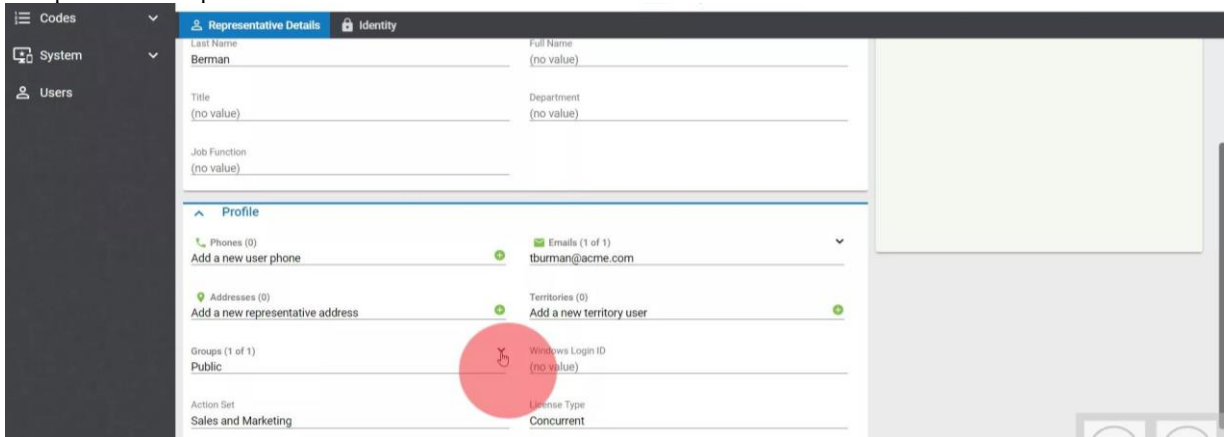 Codes
System
Users
Representative Details Identity
Last Name Full Name
Berman (no value)
Title Department
(no value) (no value)
Job Function
(no value)
Profile
Phones (0) Emails (1 of 1)
Add a new user phone tburman@acme.com
Addresses (0) Territories (0)
Add a new representative address Add a new territory user
Groups (1 of 1) Windows Login ID
Public (no value)
Action Set License Type
Sales and Marketing Concurrent